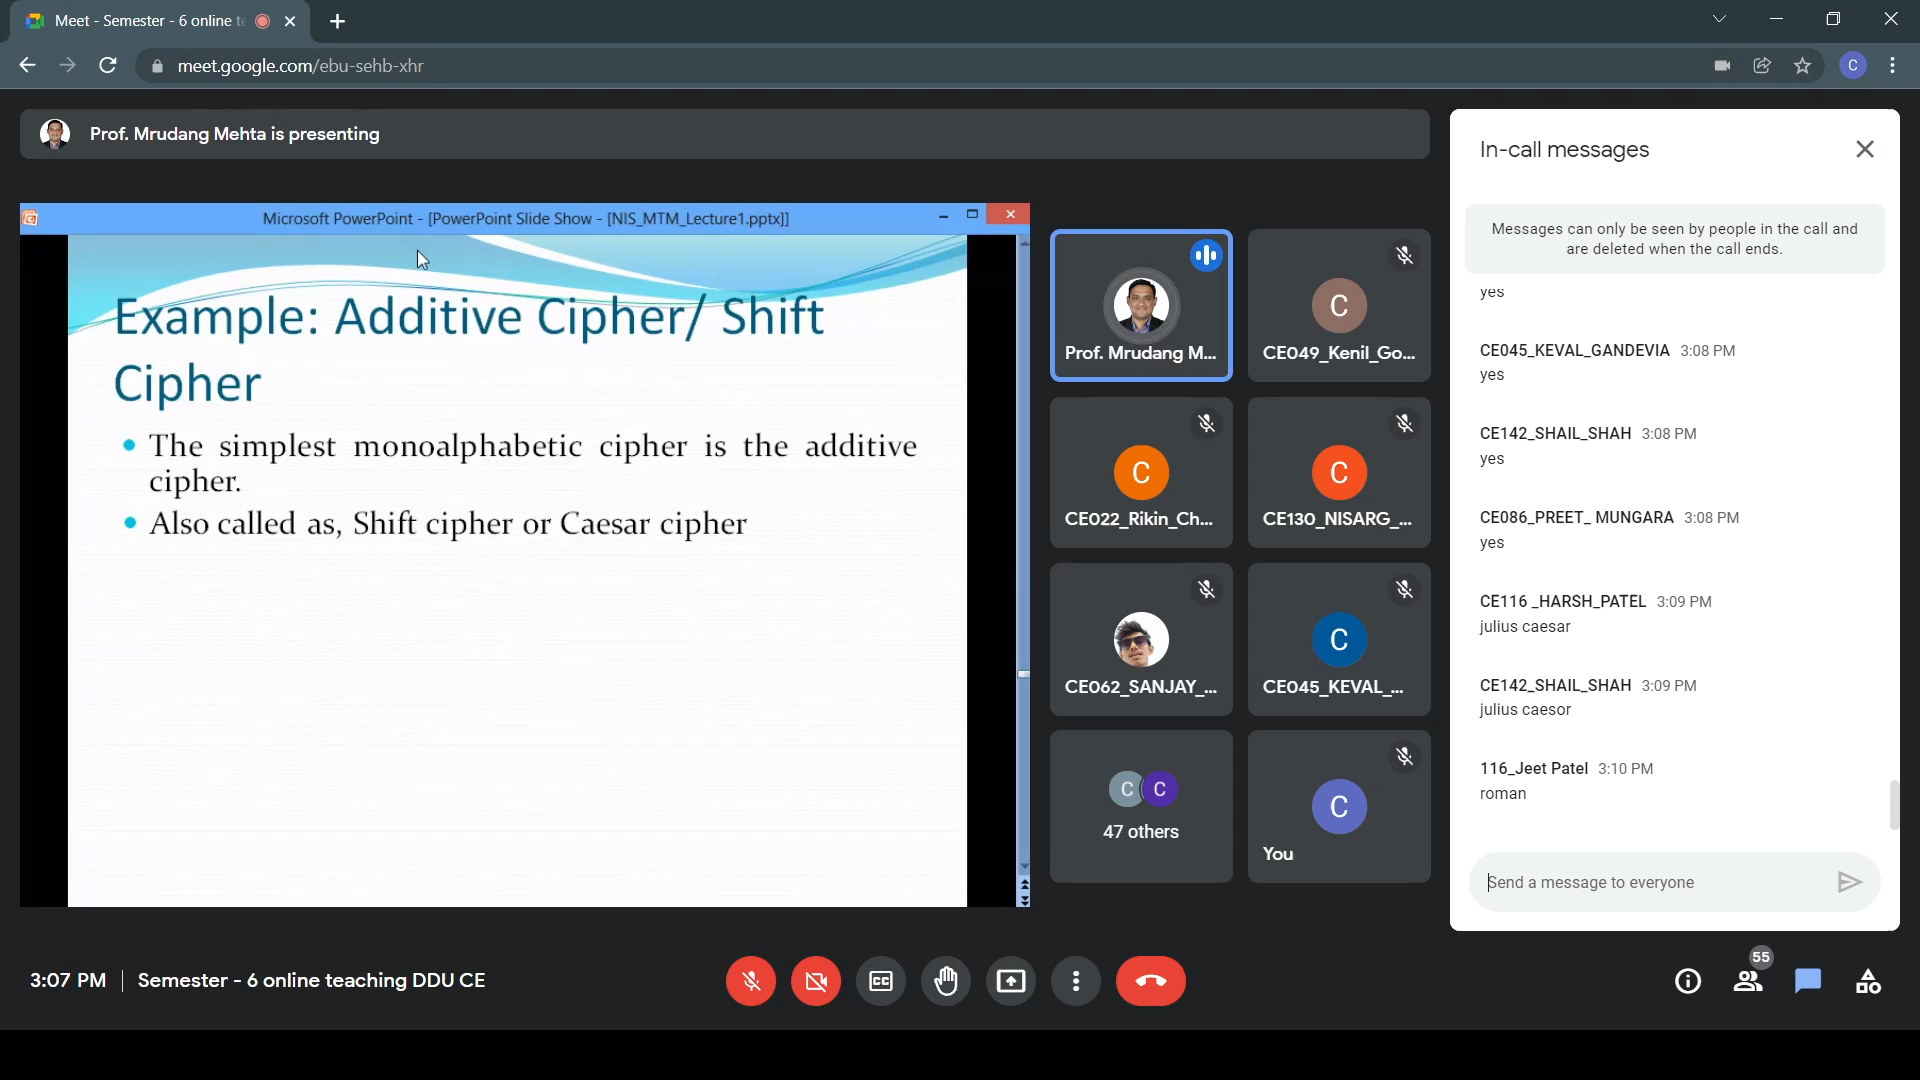 Meet - Semester - 6 online te
meet.google.com/ebu-sehb-xhr
C
Prof. Mrudang Mehta is presenting
Microsoft PowerPoint - [PowerPoint Slide Show - [NIS_MTM_Lecture1.pptx]]
Example: Additive Cipher/ Shift
Cipher
The simplest monoalphabetic cipher is the additive
cipher.
Also called as, Shift cipher or Caesar cipher
Prof. Mrudang M...
C
CE049_Kenil_Go...
C
CE022_Rikin_Ch...
C
CE130_NISARG_...
CE062_SANJAY_...
C
CE045_KEVAL_...
C C
47 others
C
You
In-call messages
Messages can only be seen by people in the call and
are deleted when the call ends.
yes
CE045_KEVAL_GANDEVIA 3:08 PM
yes
CE142_SHAIL_SHAH 3:08 PM
yes
CE086_PREET_ MUNGARA 3:08 PM
yes
CE116 _HARSH_PATEL 3:09 PM
julius caesar
CE142_SHAIL_SHAH 3:09 PM
julius caesor
116_Jeet Patel 3:10 PM
roman
Send a message to everyone
3:07 PM | Semester - 6 online teaching DDU CE
CC
55